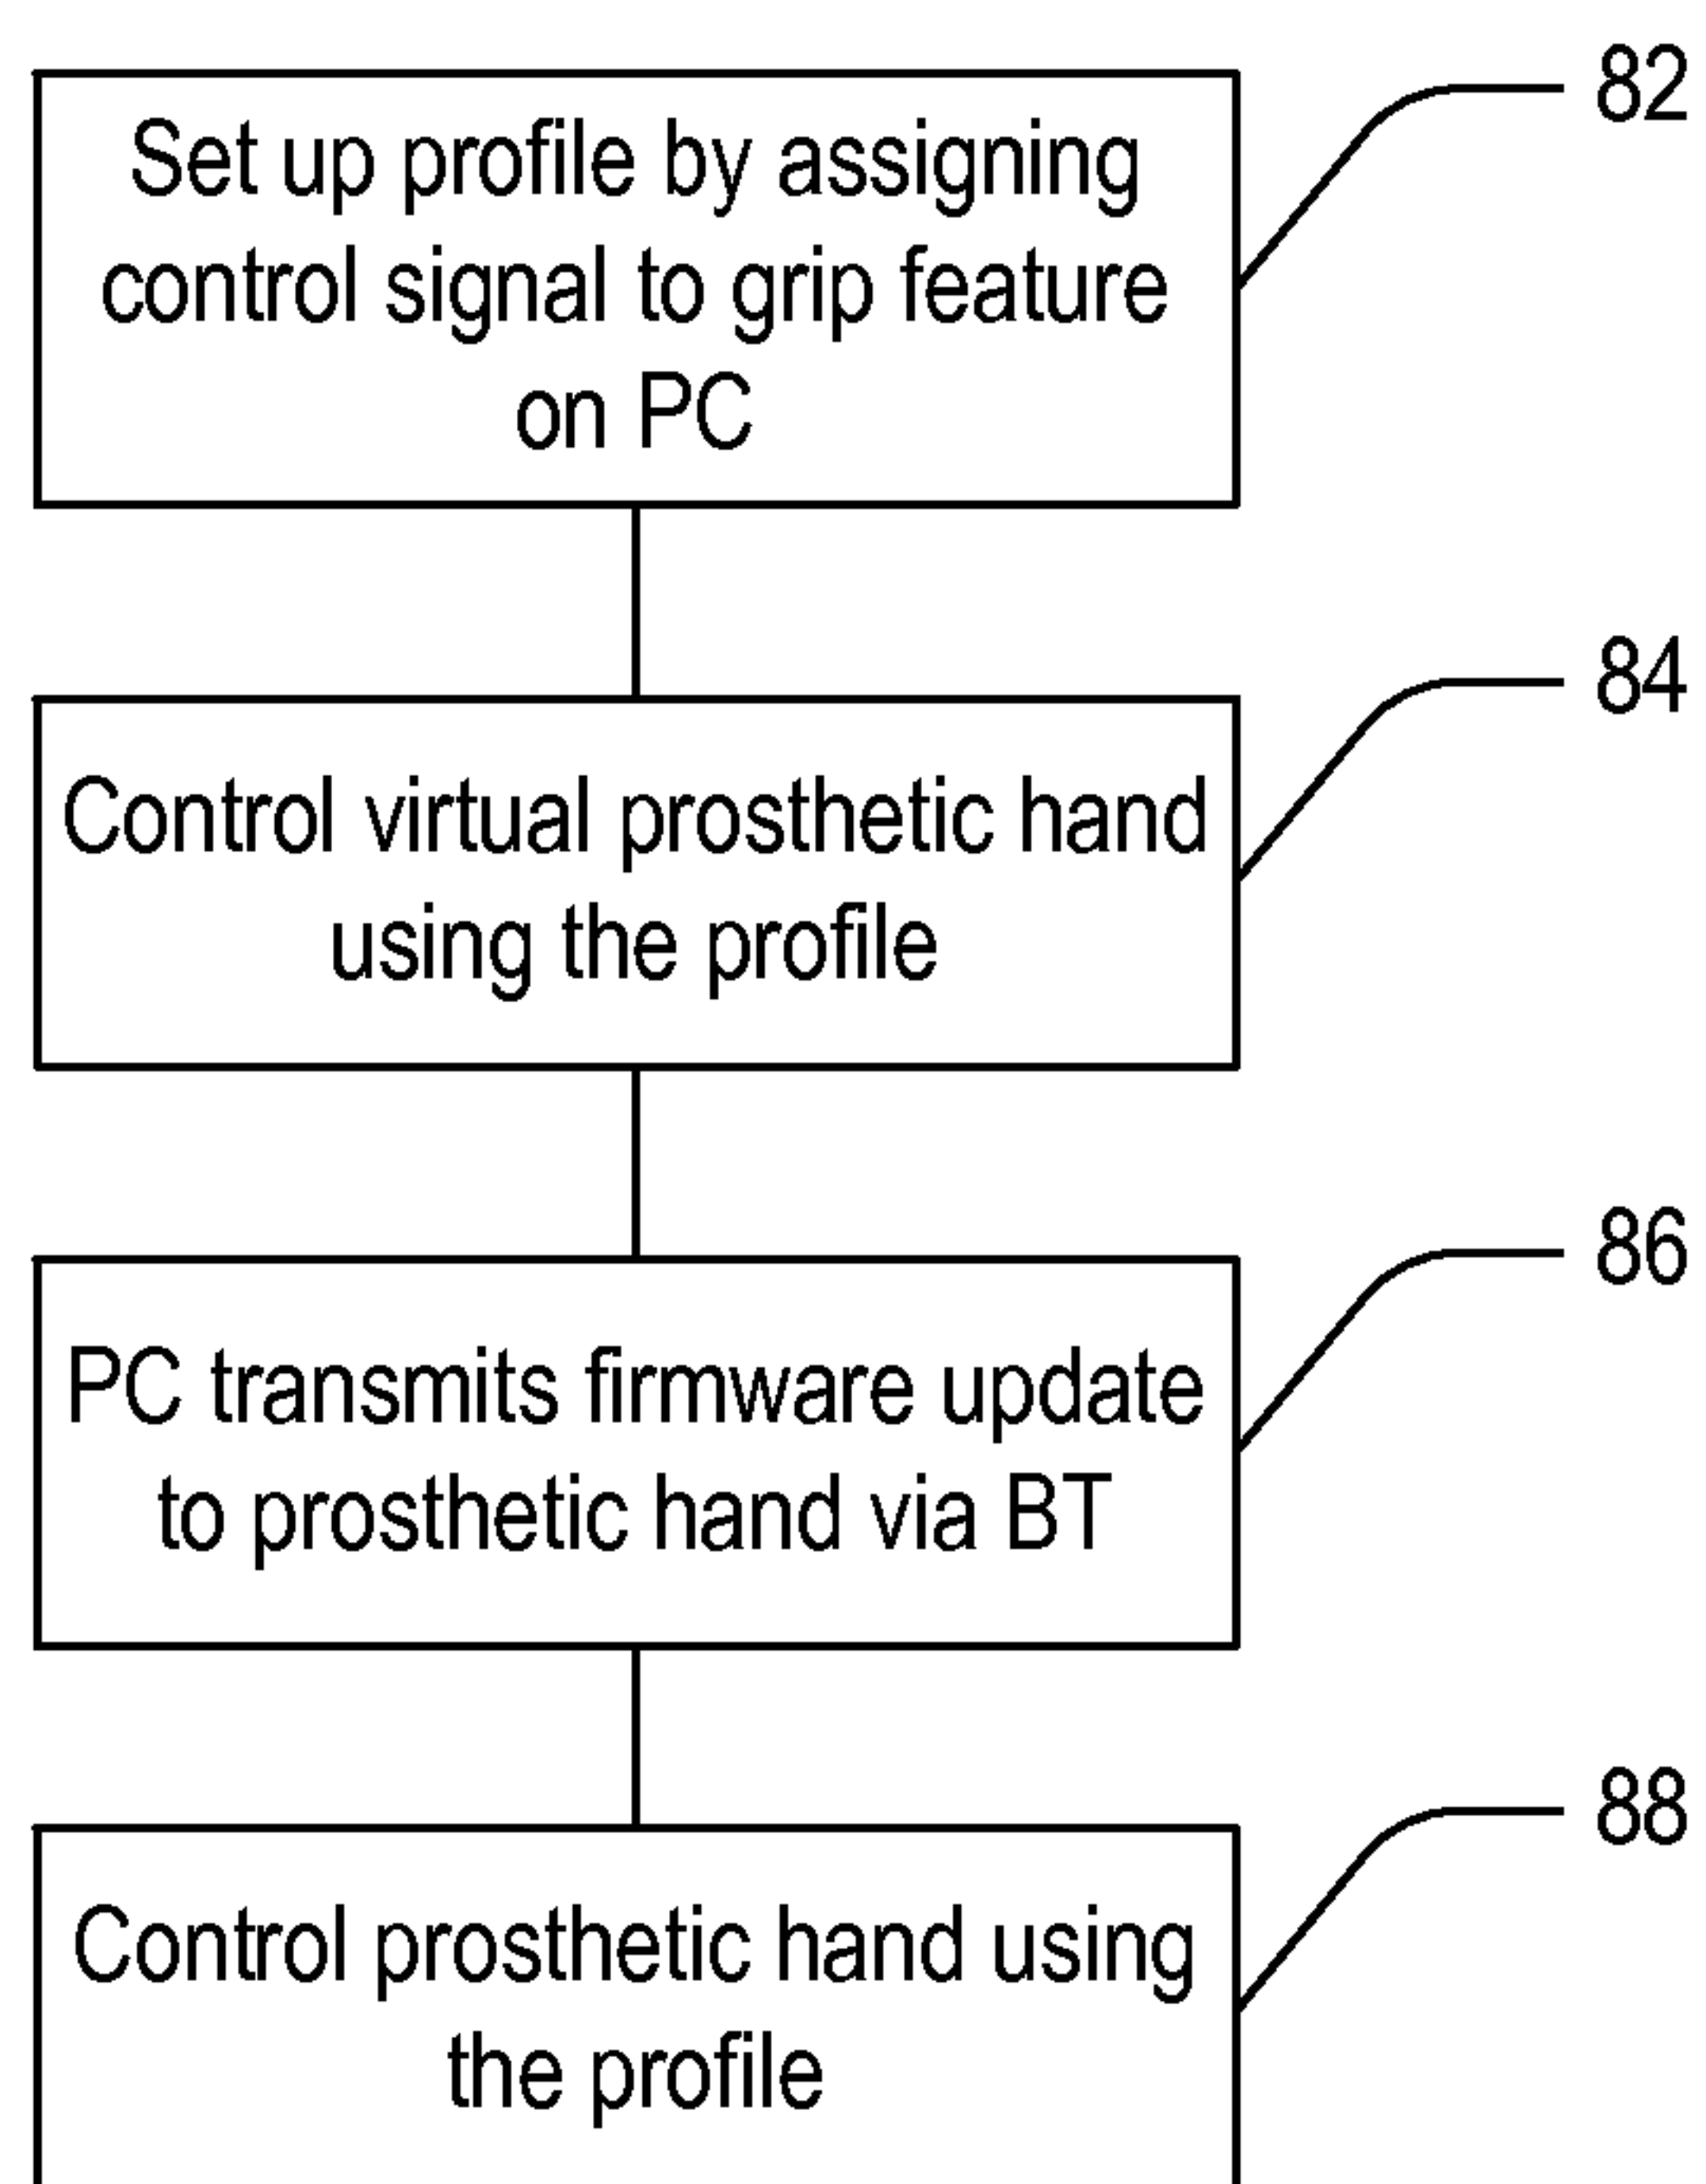 82
Set up profile by assigning
control signal to grip feature
on PC
84
Control virtual prosthetic hand
using the profile
86
PC transmits firmware update
to prosthetic hand via BT
88
Control prosthetic hand using
the profile